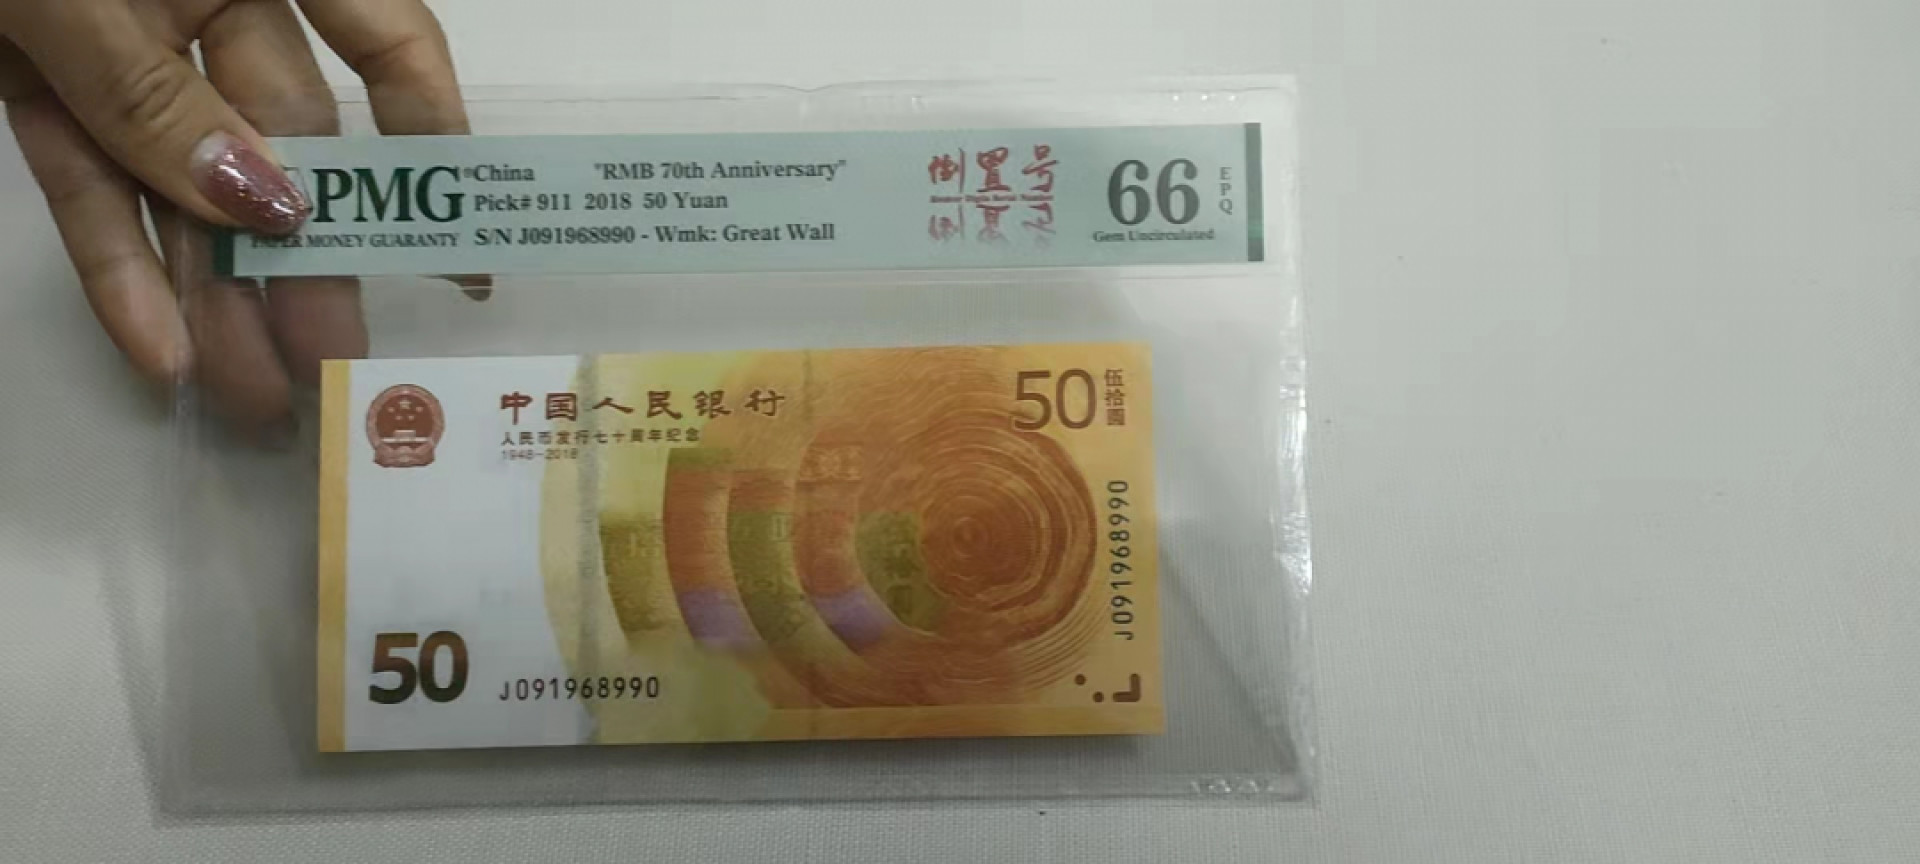 PMG
PAPER MONEY GUARANTY
China "RMB 70th Anniversary"
Pick# 911 2018 50 Yuan
S/N J091968990 - Wmk: Great Wall
倒置号
66
EPQ
Gem Uncirculated
中国人民银行
人民币发行七十周年纪念
1948-2018
50
伍拾圆
J091968990
50
J091968990